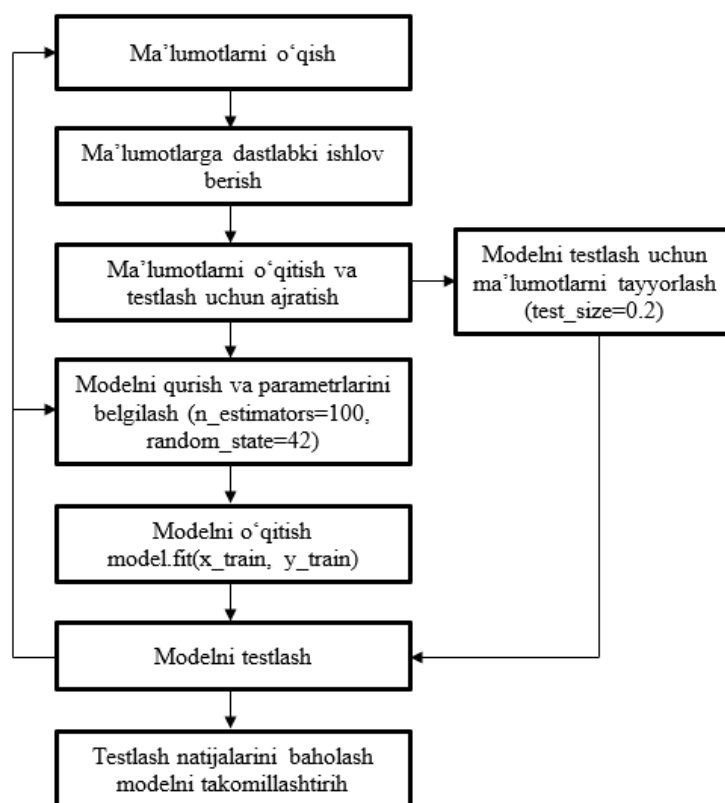 Ma’lumotlarni o‘qish
Ma’lumotlarga dastlabki ishlov
berish
Ma’lumotlarni o‘qitish va
testlash uchun ajratish
Modelni testlash uchun
ma’lumotlarni tayyorlash
(test_size=0.2)
Modelni qurish va parametrlarini
belgilash (n_estimators=100,
random_state=42)
Modelni o‘qitish
model.fit(x_train, y_train)
Modelni testlash
Testlash natijalarini baholash
modelni takomillashtirih